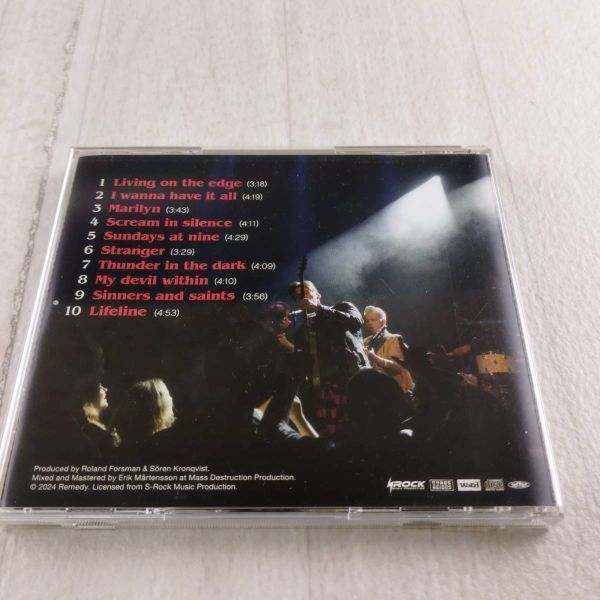 1 Living on the edge (3:18)
2 I wanna have it all (4:19)
3 Marilyn (3:43)
4 Scream in silence (4:11)
5 Sundays at nine (4:29)
6 Stranger (3:29)
7 Thunder in the dark (4:09)
8 My devil within (4:10)
9 Sinners and saints (3:56)
10 Lifeline (4:53)
Produced by Roland Forsman & Sören Kronqvist.
Mixed and Mastered by Erik Mårtensson at Mass Destruction Production.
© 2024 Remedy. Licensed from S-Rock Music Production.
ROCK